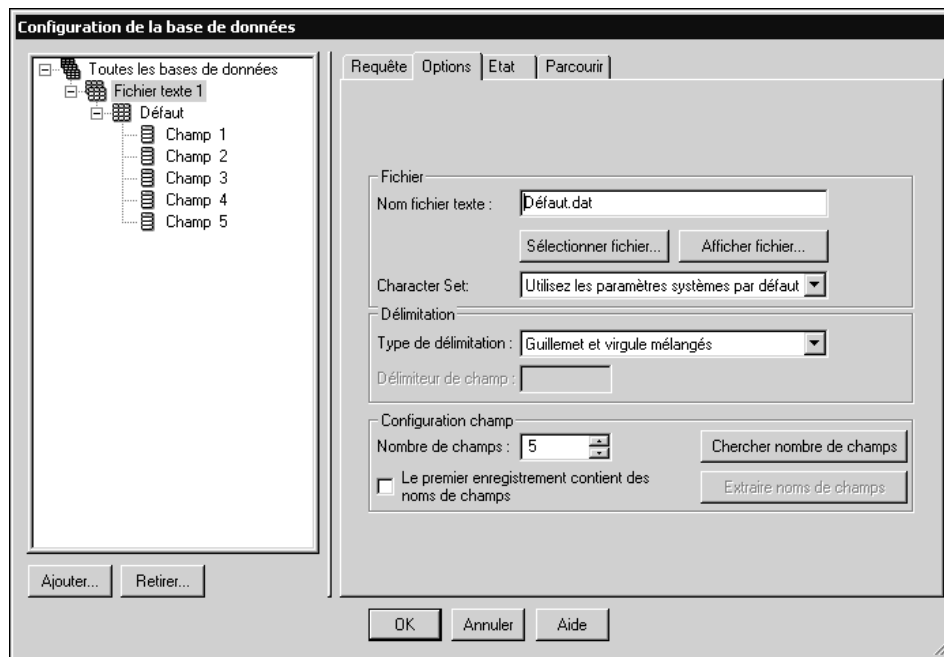 Configuration de la base de données
Toutes les bases de données
Fichier texte 1
Défaut
Champ 1
Champ 2
Champ 3
Champ 4
Champ 5
Ajouter...
Retirer...
Requête
Options
Etat
Parcourir
Fichier
Nom fichier texte :
Défaut.dat
Sélectionner fichier...
Afficher fichier...
Character Set:
Utilisez les paramètres systèmes par défaut
Délimitation
Type de délimitation :
Guillemet et virgule mélangés
Délimiteur de champ :
Configuration champ
Nombre de champs :
5
Chercher nombre de champs
Le premier enregistrement contient des
noms de champs
Extraire noms de champs
OK
Annuler
Aide